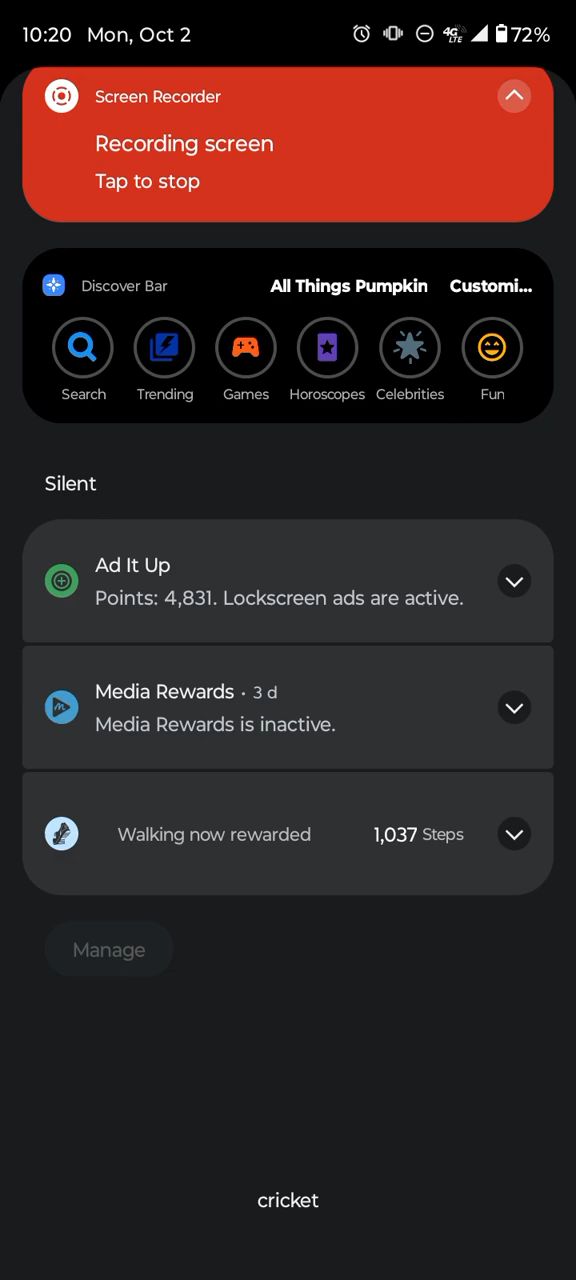 10:20 Mon, Oct 2 4G LTE 72%
Screen Recorder
Recording screen
Tap to stop
Discover Bar All Things Pumpkin Customi...
Search Trending Games Horoscopes Celebrities Fun
Silent
Ad It Up
Points: 4,831. Lockscreen ads are active.
Media Rewards · 3 d
Media Rewards is inactive.
Walking now rewarded 1,037 Steps
Manage
cricket